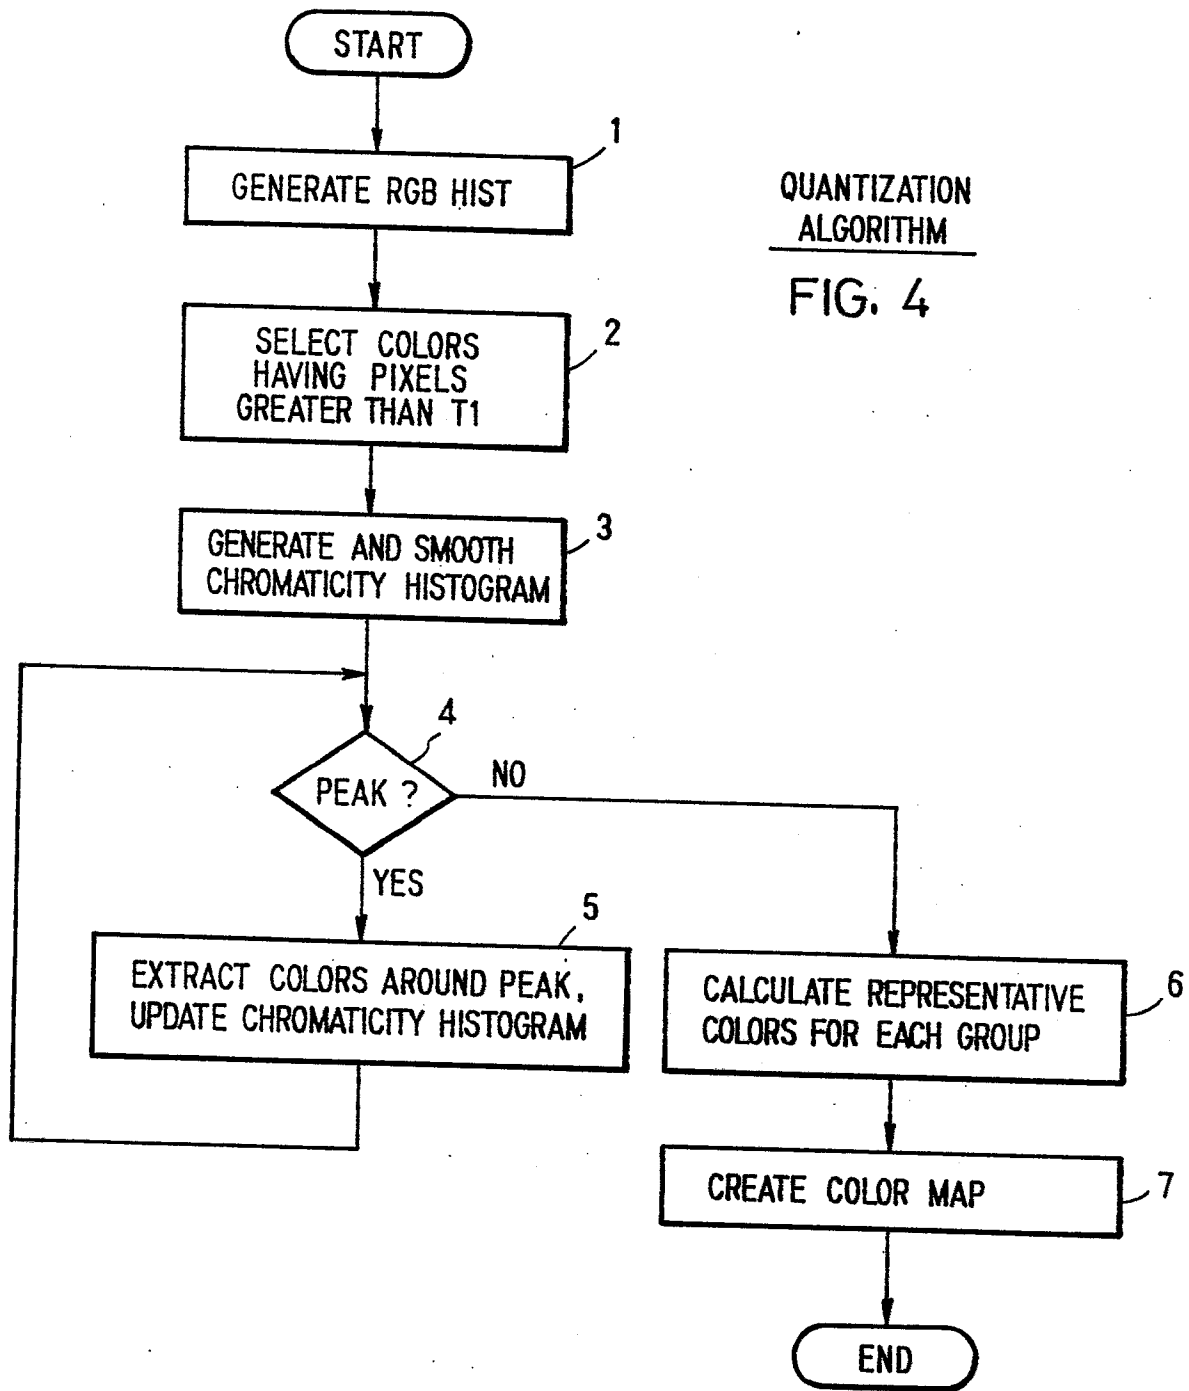 START
1
GENERATE RGB HIST
QUANTIZATION
ALGORITHM
FIG. 4
2
SELECT COLORS
HAVING PIXELS
GREATER THAN T1
3
GENERATE AND SMOOTH
CHROMATICITY HISTOGRAM
4
PEAK ?
NO
YES
5
EXTRACT COLORS AROUND PEAK,
UPDATE CHROMATICITY HISTOGRAM
6
CALCULATE REPRESENTATIVE
COLORS FOR EACH GROUP
7
CREATE COLOR MAP
END